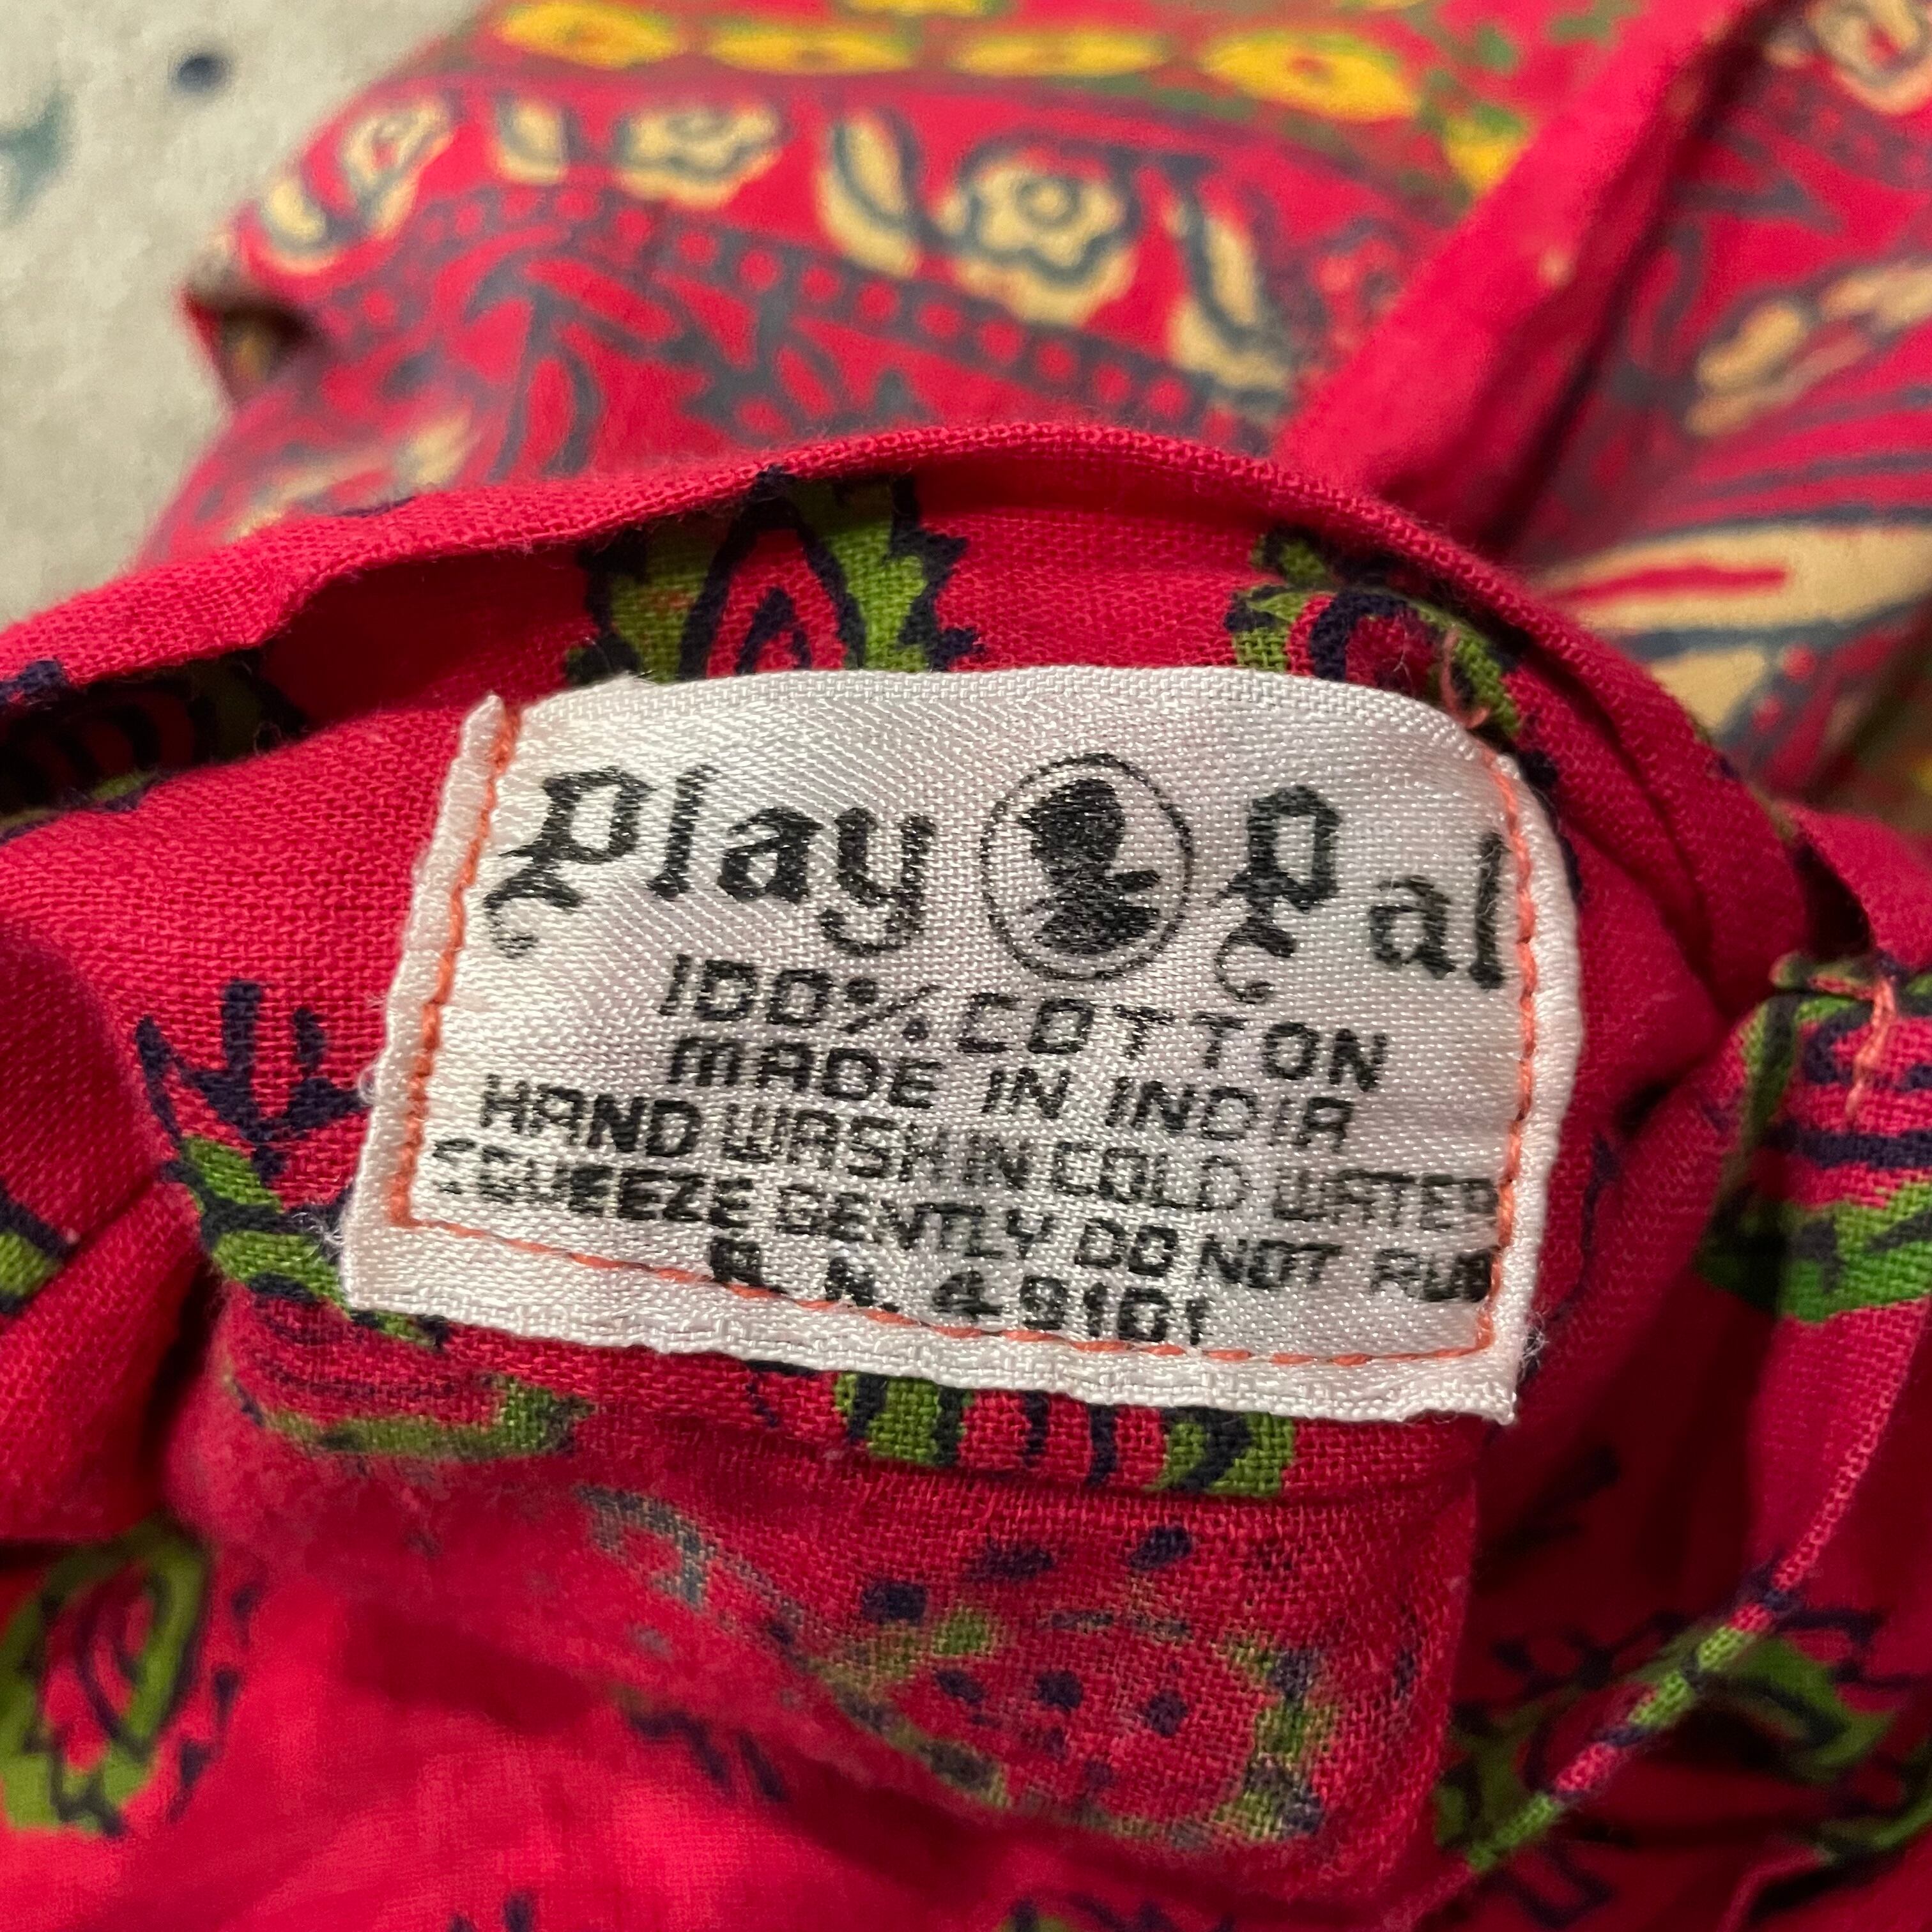 Play Pal
100% COTTON
MADE IN INDIA
HAND WASH IN COLD WATER
SQUEEZE GENTLY DO NOT RUB
R. N. 49101